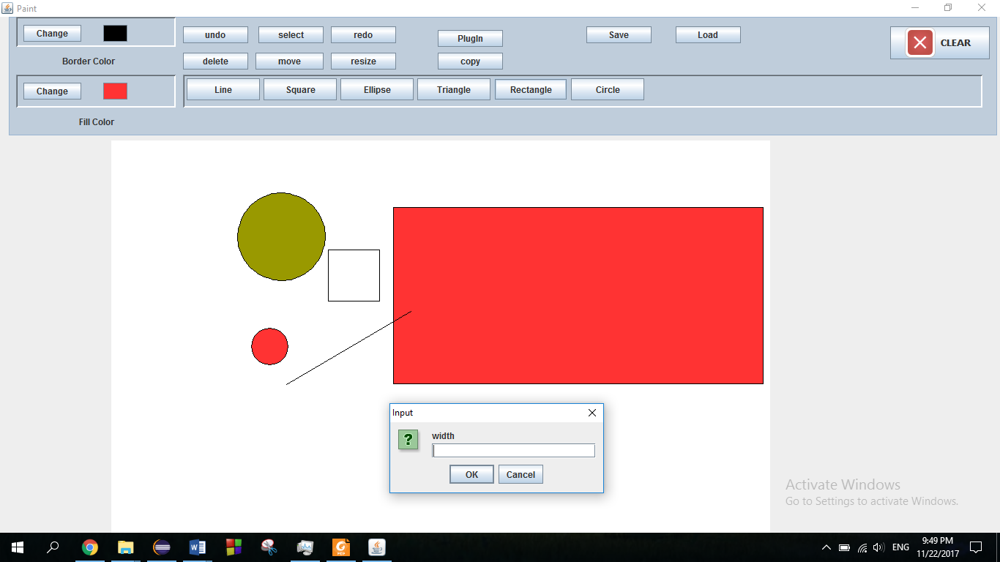 Paint
Change
undo
select
redo
PlugIn
Save
Load
CLEAR
Border Color
delete
move
resize
copy
Change
Line
Square
Ellipse
Triangle
Rectangle
Circle
Fill Color
Input
?
width
OK
Cancel
Activate Windows
Go to Settings to activate Windows.
W
PDF
ENG
9:49 PM
11/22/2017